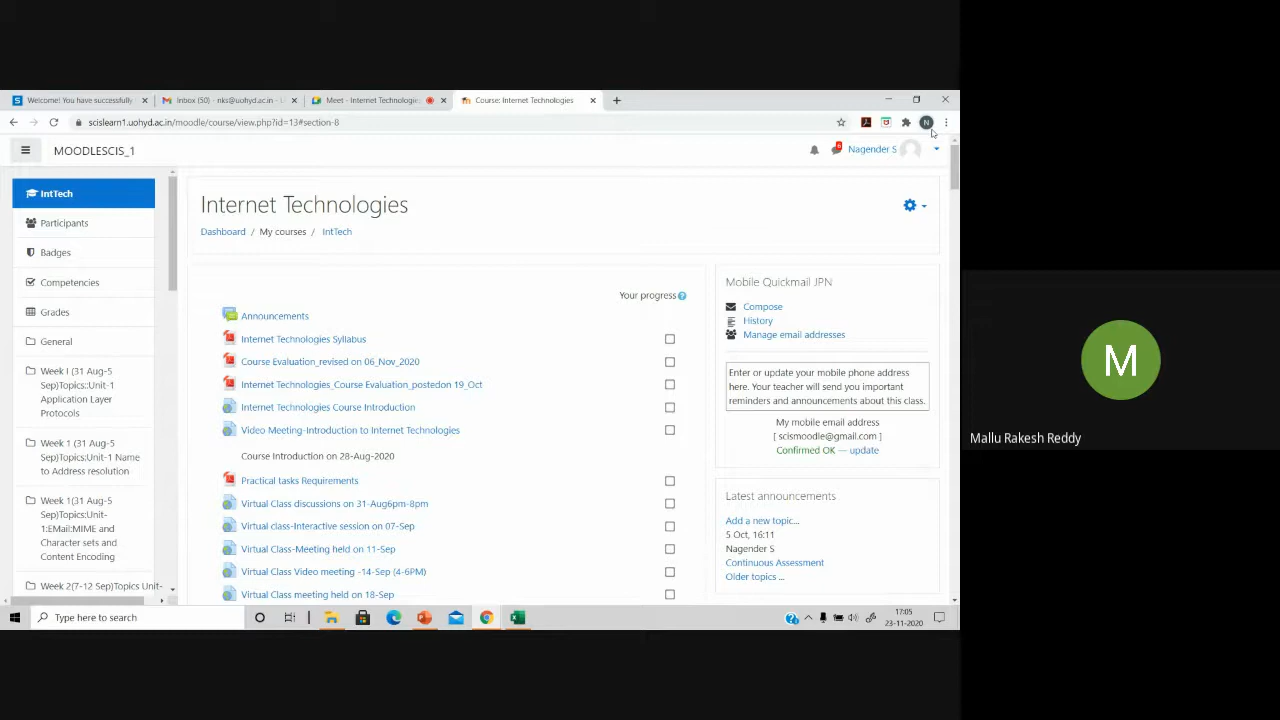 Welcome! You have successfully
Inbox (50) - nks@uohyd.ac.in -
Meet - Internet Technologies
Course: Internet Technologies
scislearn1.uohyd.ac.in/moodle/course/view.php?id=13#section-8
N
MOODLESCIS_1
Nagender S
IntTech
Participants
Badges
Competencies
Grades
General
Week I (31 Aug-5
Sep)Topics::Unit-1
Application Layer
Protocols
Week 1 (31 Aug-5
Sep)Topics:Unit-1 Name
to Address resolution
Week 1(31 Aug-5
Sep)Topics:Unit-
1:EMail:MIME and
Character sets and
Content Encoding
Week 2(7-12 Sep)Topics Unit-
Internet Technologies
Dashboard / My courses / IntTech
Your progress
Announcements
Internet Technologies Syllabus
Course Evaluation_revised on 06_Nov_2020
Internet Technologies_Course Evaluation_postedon 19_Oct
Internet Technologies Course Introduction
Video Meeting-Introduction to Internet Technologies
Course Introduction on 28-Aug-2020
Practical tasks Requirements
Virtual Class discussions on 31-Aug6pm-8pm
Virtual class-Interactive session on 07-Sep
Virtual Class-Meeting held on 11-Sep
Virtual Class Video meeting -14-Sep (4-6PM)
Virtual Class meeting held on 18-Sep
Mobile Quickmail JPN
Compose
History
Manage email addresses
Enter or update your mobile phone address
here. Your teacher will send you important
reminders and announcements about this class.
My mobile email address
[ scismoodle@gmail.com ]
Confirmed OK — update
Latest announcements
Add a new topic...
5 Oct, 16:11
Nagender S
Continuous Assessment
Older topics ...
Type here to search
17:05
23-11-2020
M
Mallu Rakesh Reddy